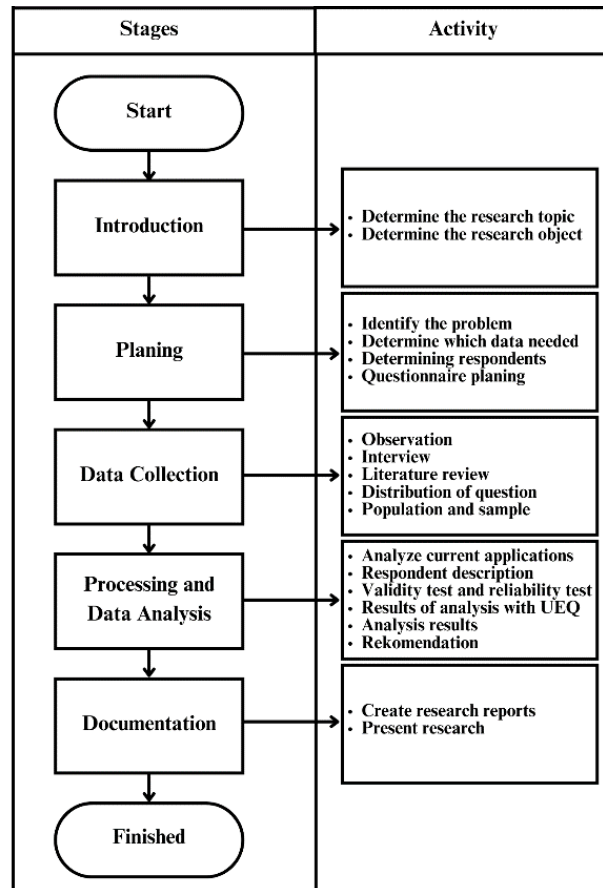 Stages
Activity
Start
Introduction
• Determine the research topic
• Determine the research object
Planing
• Identify the problem
• Determine which data needed
• Determining respondents
• Questionnaire planing
Data Collection
• Observation
• Interview
• Literature review
• Distribution of question
• Population and sample
Processing and
Data Analysis
• Analyze current applications
• Respondent description
• Validity test and reliability test
• Results of analysis with UEQ
• Analysis results
• Rekomendation
Documentation
• Create research reports
• Present research
Finished